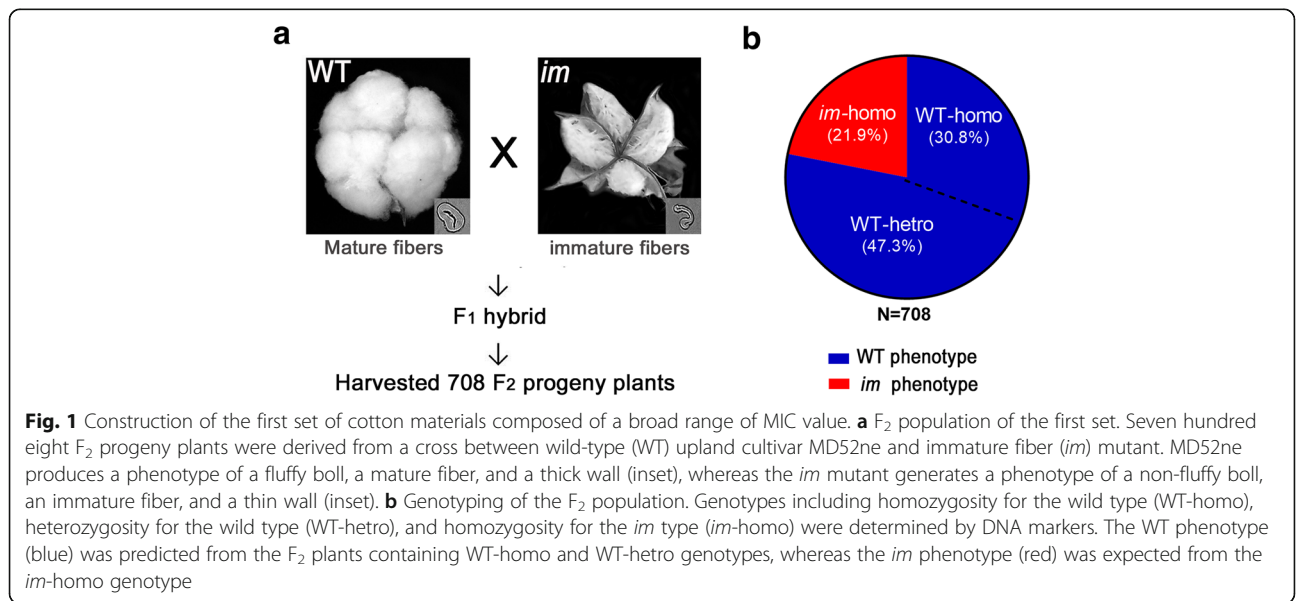 a
WT
im
X
Mature fibers
immature fibers
↓
F1 hybrid
↓
Harvested 708 F2 progeny plants
b
im-homo
(21.9%)
WT-homo
(30.8%)
WT-hetro
(47.3%)
N=708
WT phenotype
im phenotype
Fig. 1 Construction of the first set of cotton materials composed of a broad range of MIC value. a F2 population of the first set. Seven hundred
eight F2 progeny plants were derived from a cross between wild-type (WT) upland cultivar MD52ne and immature fiber (im) mutant. MD52ne
produces a phenotype of a fluffy boll, a mature fiber, and a thick wall (inset), whereas the im mutant generates a phenotype of a non-fluffy boll,
an immature fiber, and a thin wall (inset). b Genotyping of the F2 population. Genotypes including homozygosity for the wild type (WT-homo),
heterozygosity for the wild type (WT-hetro), and homozygosity for the im type (im-homo) were determined by DNA markers. The WT phenotype
(blue) was predicted from the F2 plants containing WT-homo and WT-hetro genotypes, whereas the im phenotype (red) was expected from the
im-homo genotype